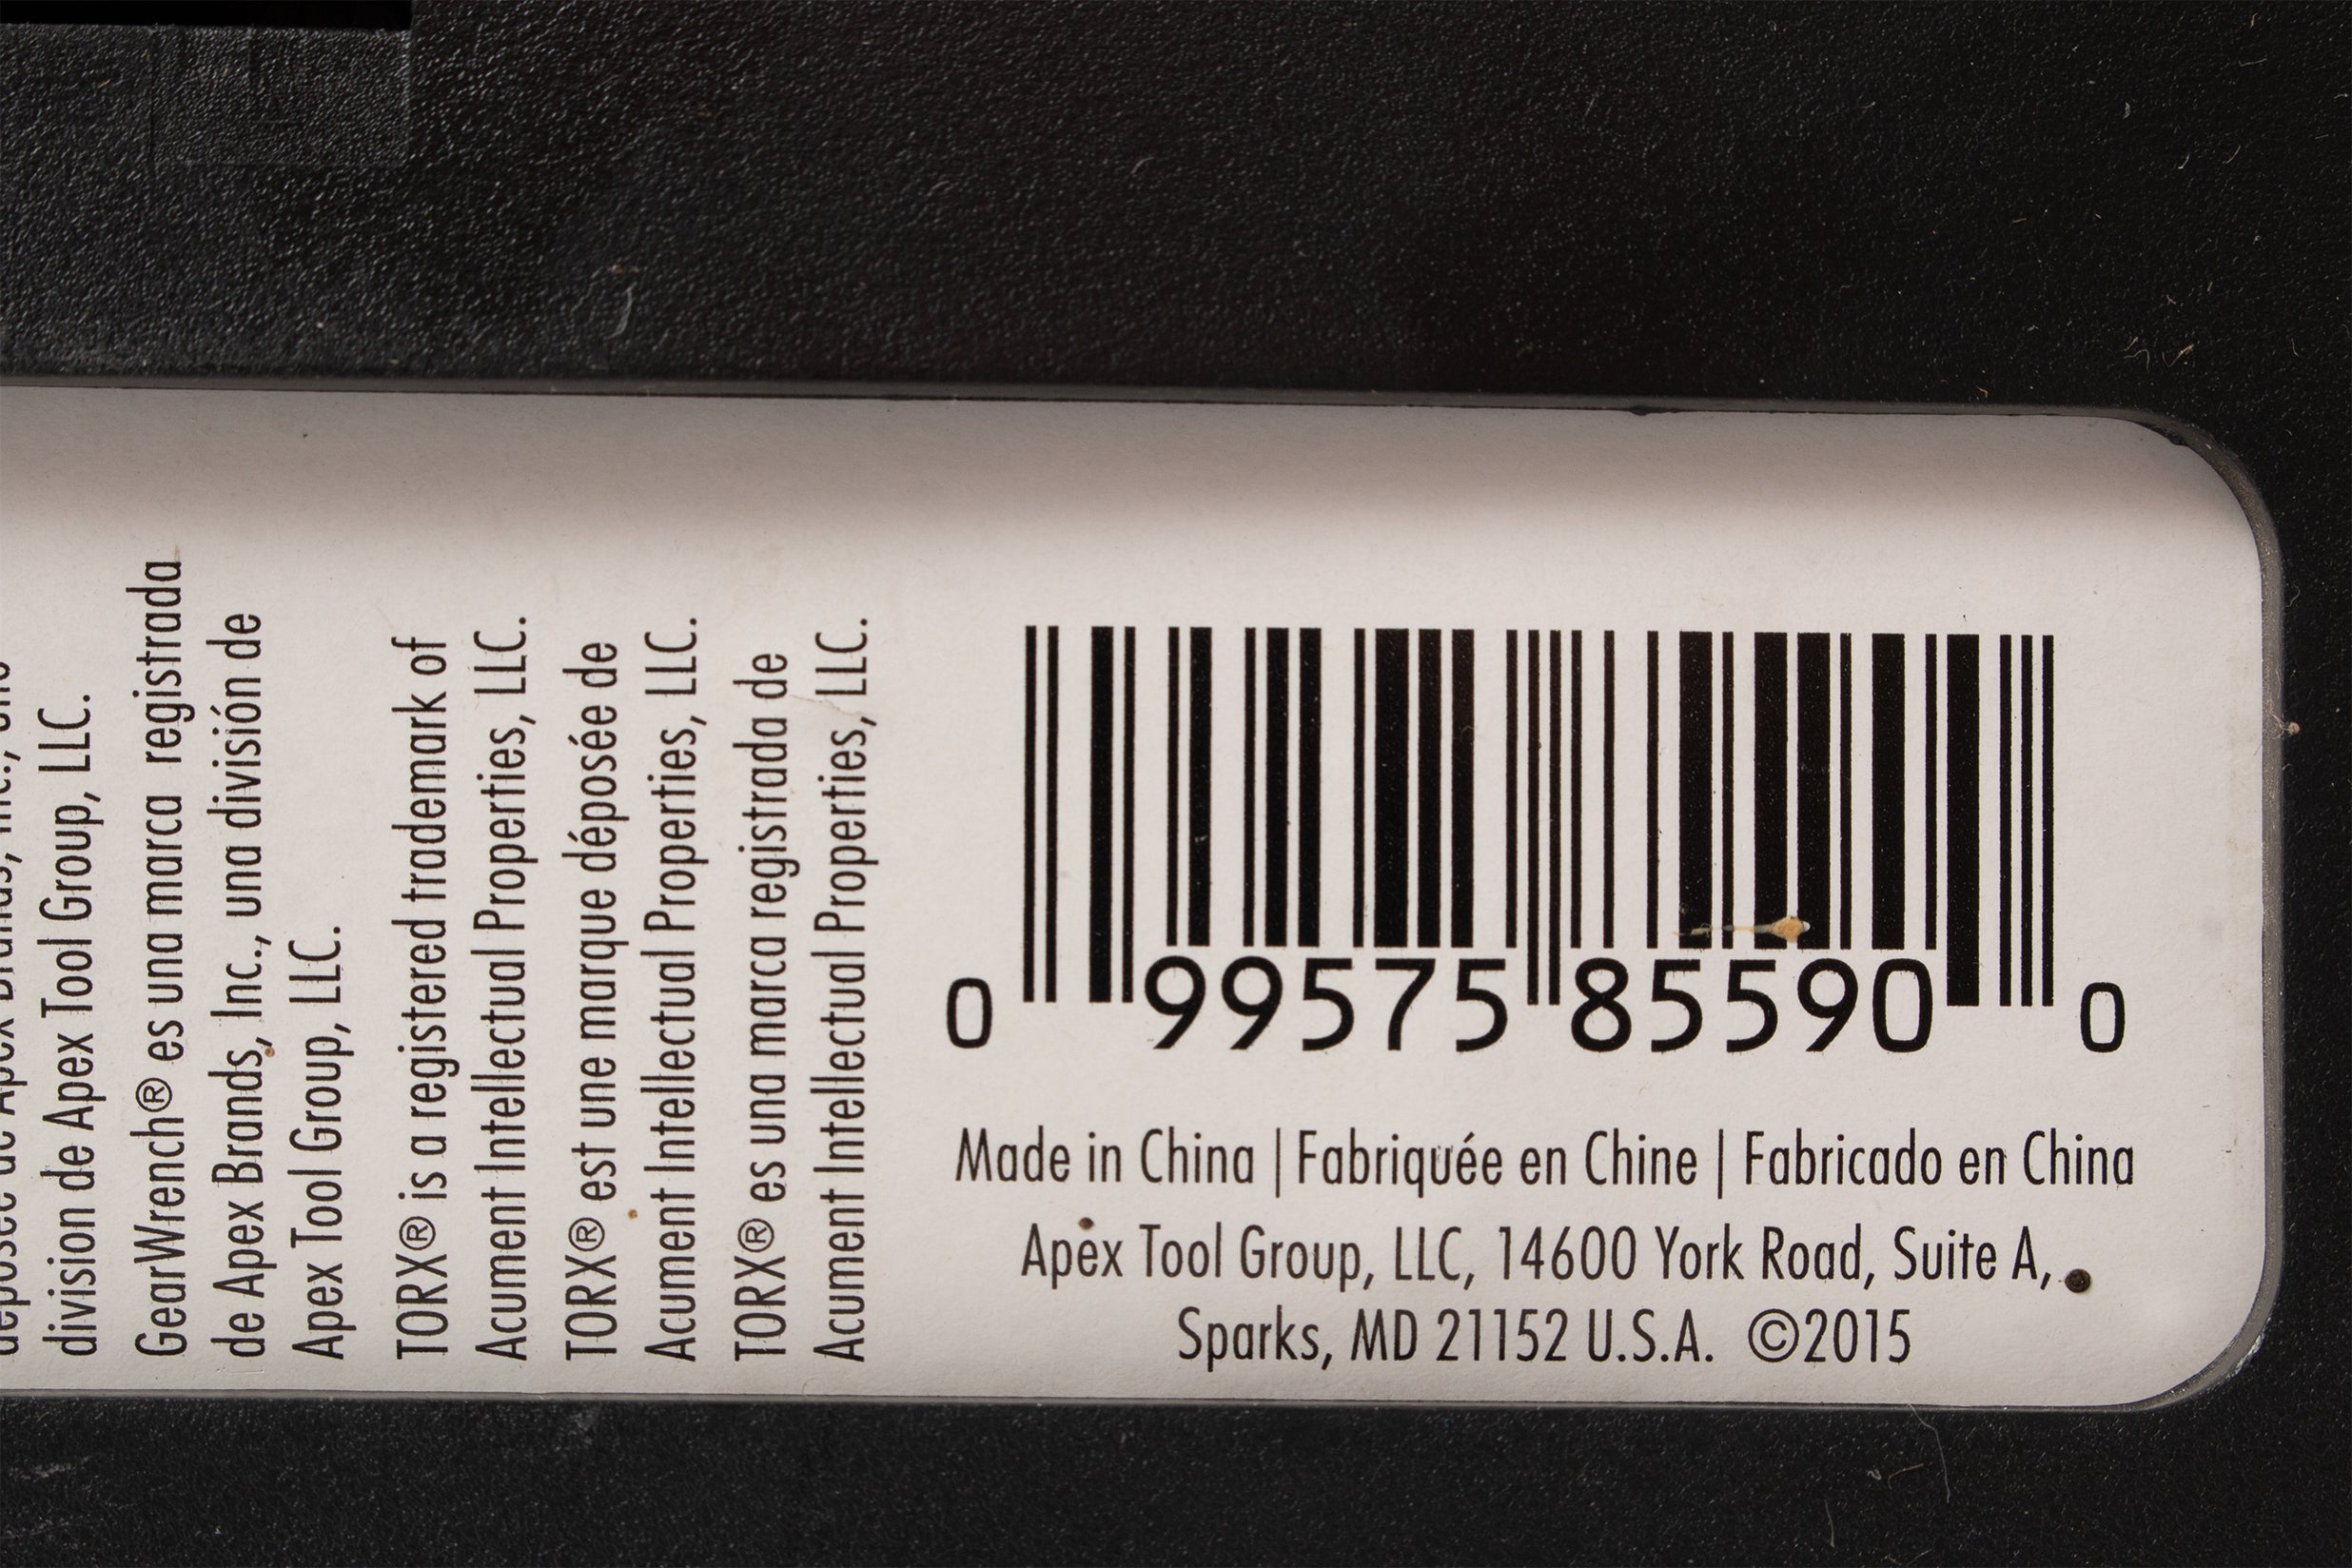 division de Apex Tool Group, LLC.
GearWrench® es una marca registrada
de Apex Brands, Inc., una división de
Apex Tool Group, LLC.
TORX® is a registered trademark of
Acument Intellectual Properties, LLC.
TORX® est une marque déposée de
Acument Intellectual Properties, LLC.
TORX® es una marca registrada de
Acument Intellectual Properties, LLC.
0 99575 85590 0
Made in China | Fabriquée en Chine | Fabricado en China
Apex Tool Group, LLC, 14600 York Road, Suite A,
Sparks, MD 21152 U.S.A. ©2015